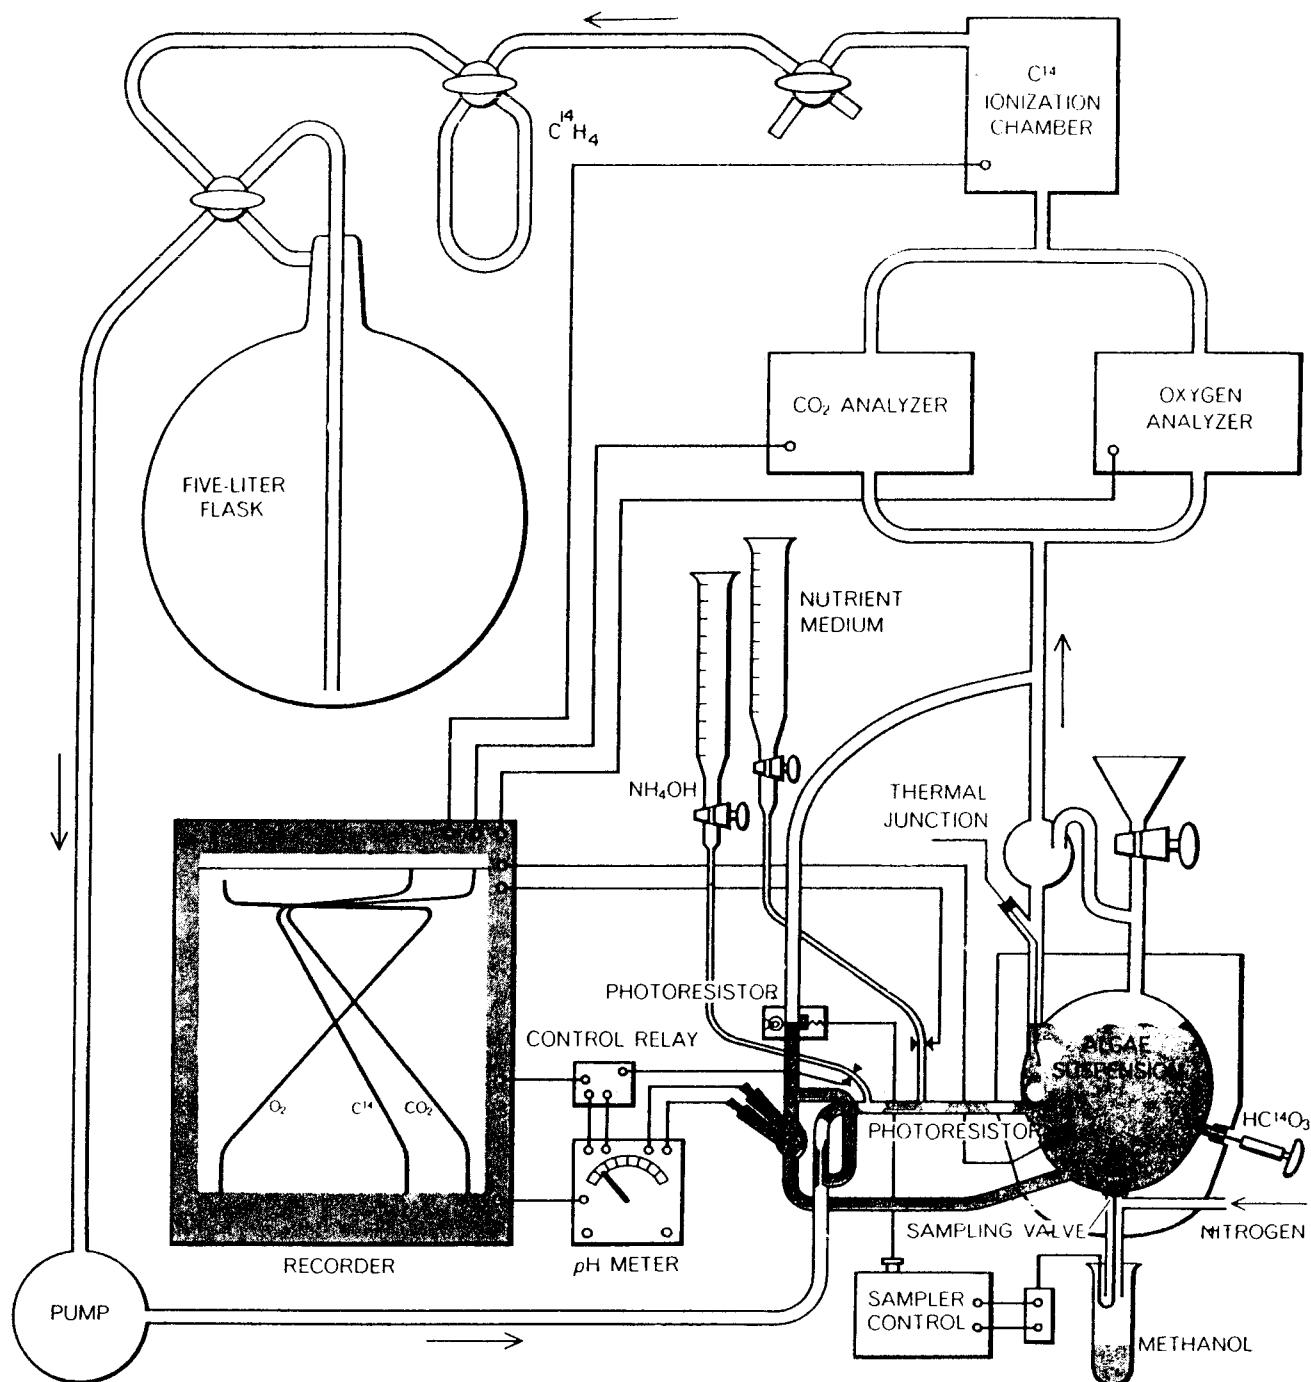 C¹⁴
IONIZATION
CHAMBER
C¹⁴H₄
CO₂ ANALYZER
OXYGEN
ANALYZER
FIVE-LITER
FLASK
NUTRIENT
MEDIUM
NH₄OH
THERMAL
JUNCTION
PHOTORESISTOR
CONTROL RELAY
ALGAE
SUSPENSION
O₂
C¹⁴
CO₂
PHOTORESISTOR
HC¹⁴O₃
SAMPLING VALVE
NITROGEN
RECORDER
pH METER
PUMP
SAMPLER
CONTROL
METHANOL